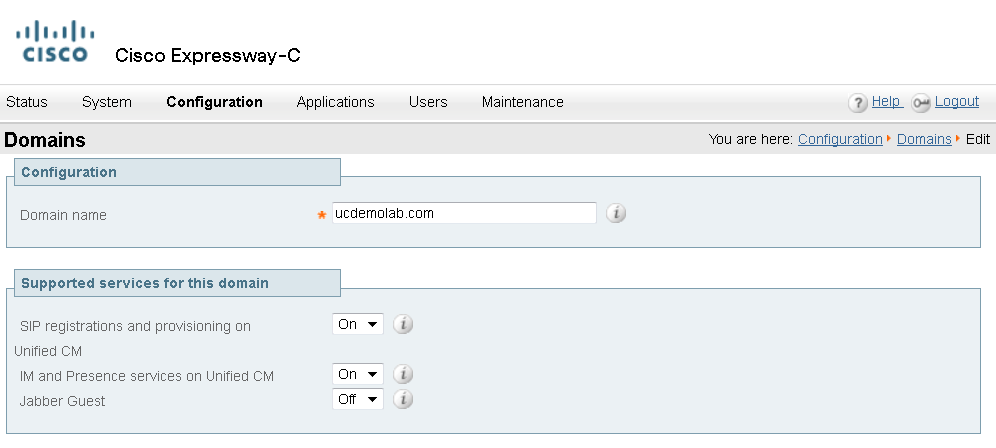 CISCO
Cisco Expressway-C
Status System Configuration Applications Users Maintenance ? Help Logout
Domains You are here: Configuration Domains Edit
Configuration
Domain name * ucdemolab.com i
Supported services for this domain
SIP registrations and provisioning on
Unified CM On i
IM and Presence services on Unified CM On i
Jabber Guest Off i